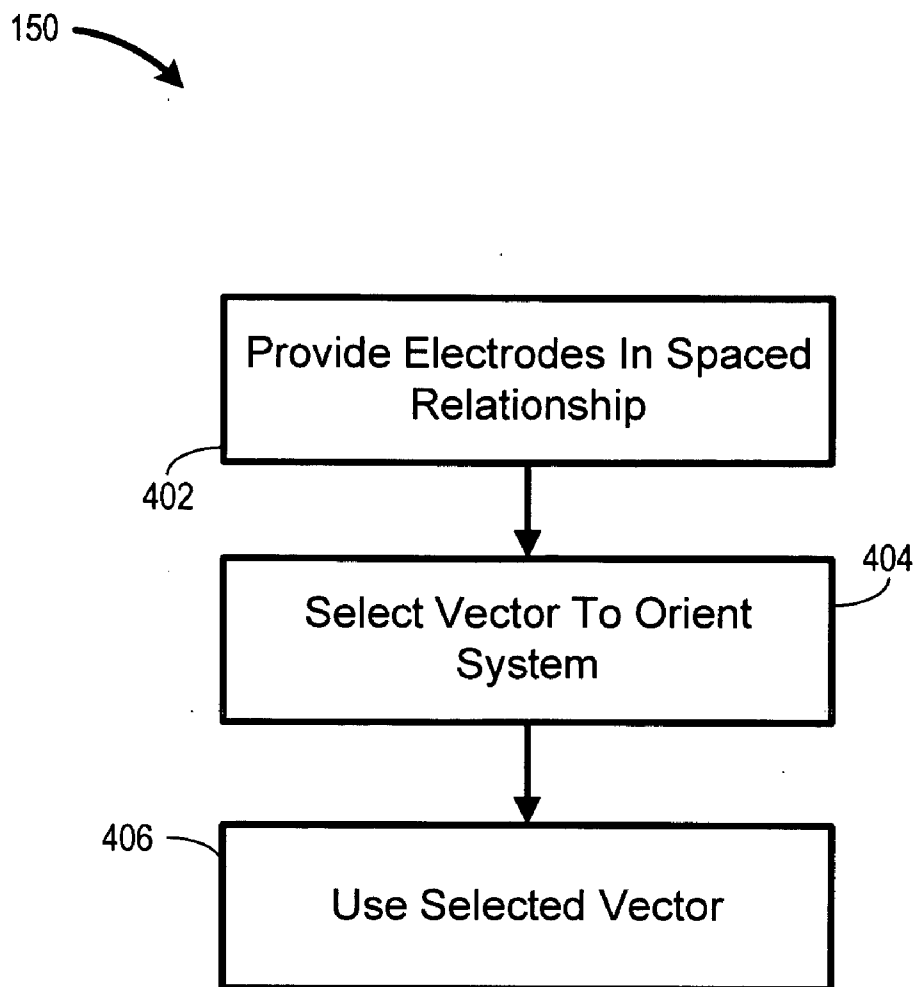 150
Provide Electrodes In Spaced
Relationship
402
404
Select Vector To Orient
System
406
Use Selected Vector